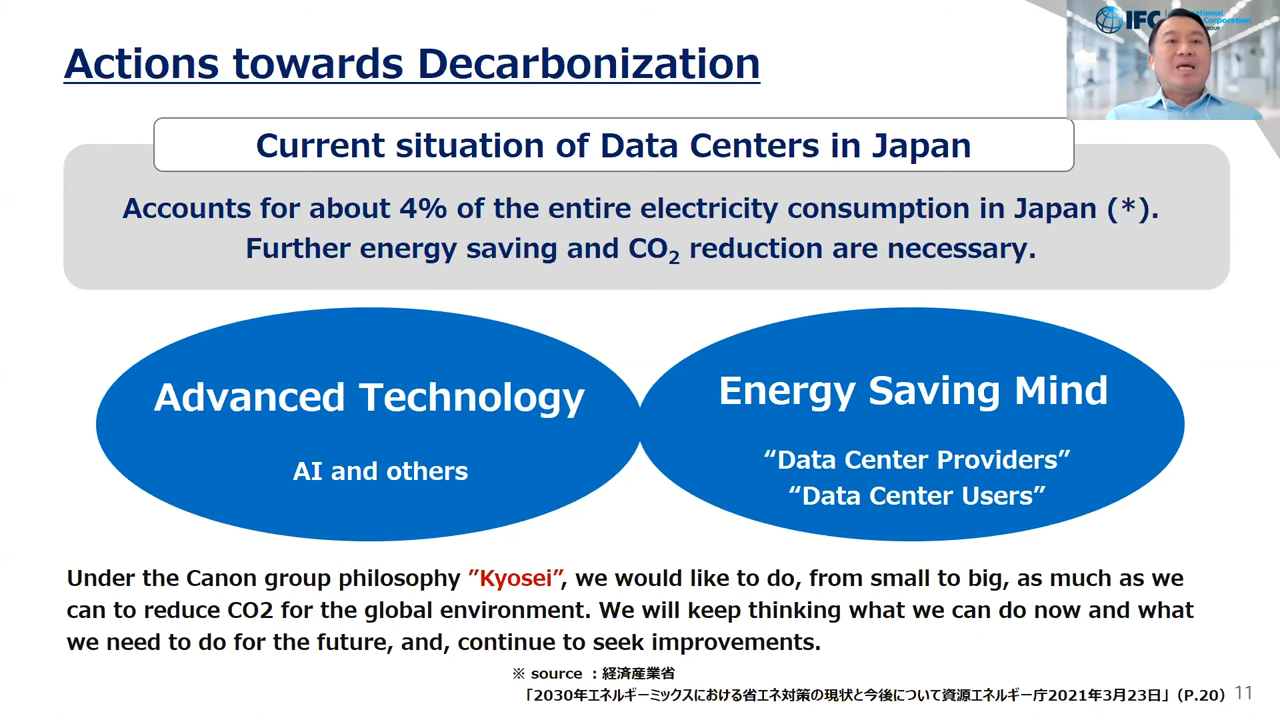 Actions towards Decarbonization
IFC
Corporation
Current situation of Data Centers in Japan
Accounts for about 4% of the entire electricity consumption in Japan (*).
Further energy saving and CO₂ reduction are necessary.
Advanced Technology
AI and others
Energy Saving Mind
“Data Center Providers”
“Data Center Users”
Under the Canon group philosophy ”Kyosei”, we would like to do, from small to big, as much as we
can to reduce CO2 for the global environment. We will keep thinking what we can do now and what
we need to do for the future, and, continue to seek improvements.
※ source ：経済産業省
「2030年エネルギーミックスにおける省エネ対策の現状と今後について資源エネルギー庁2021年3月23日」（P.20）
11